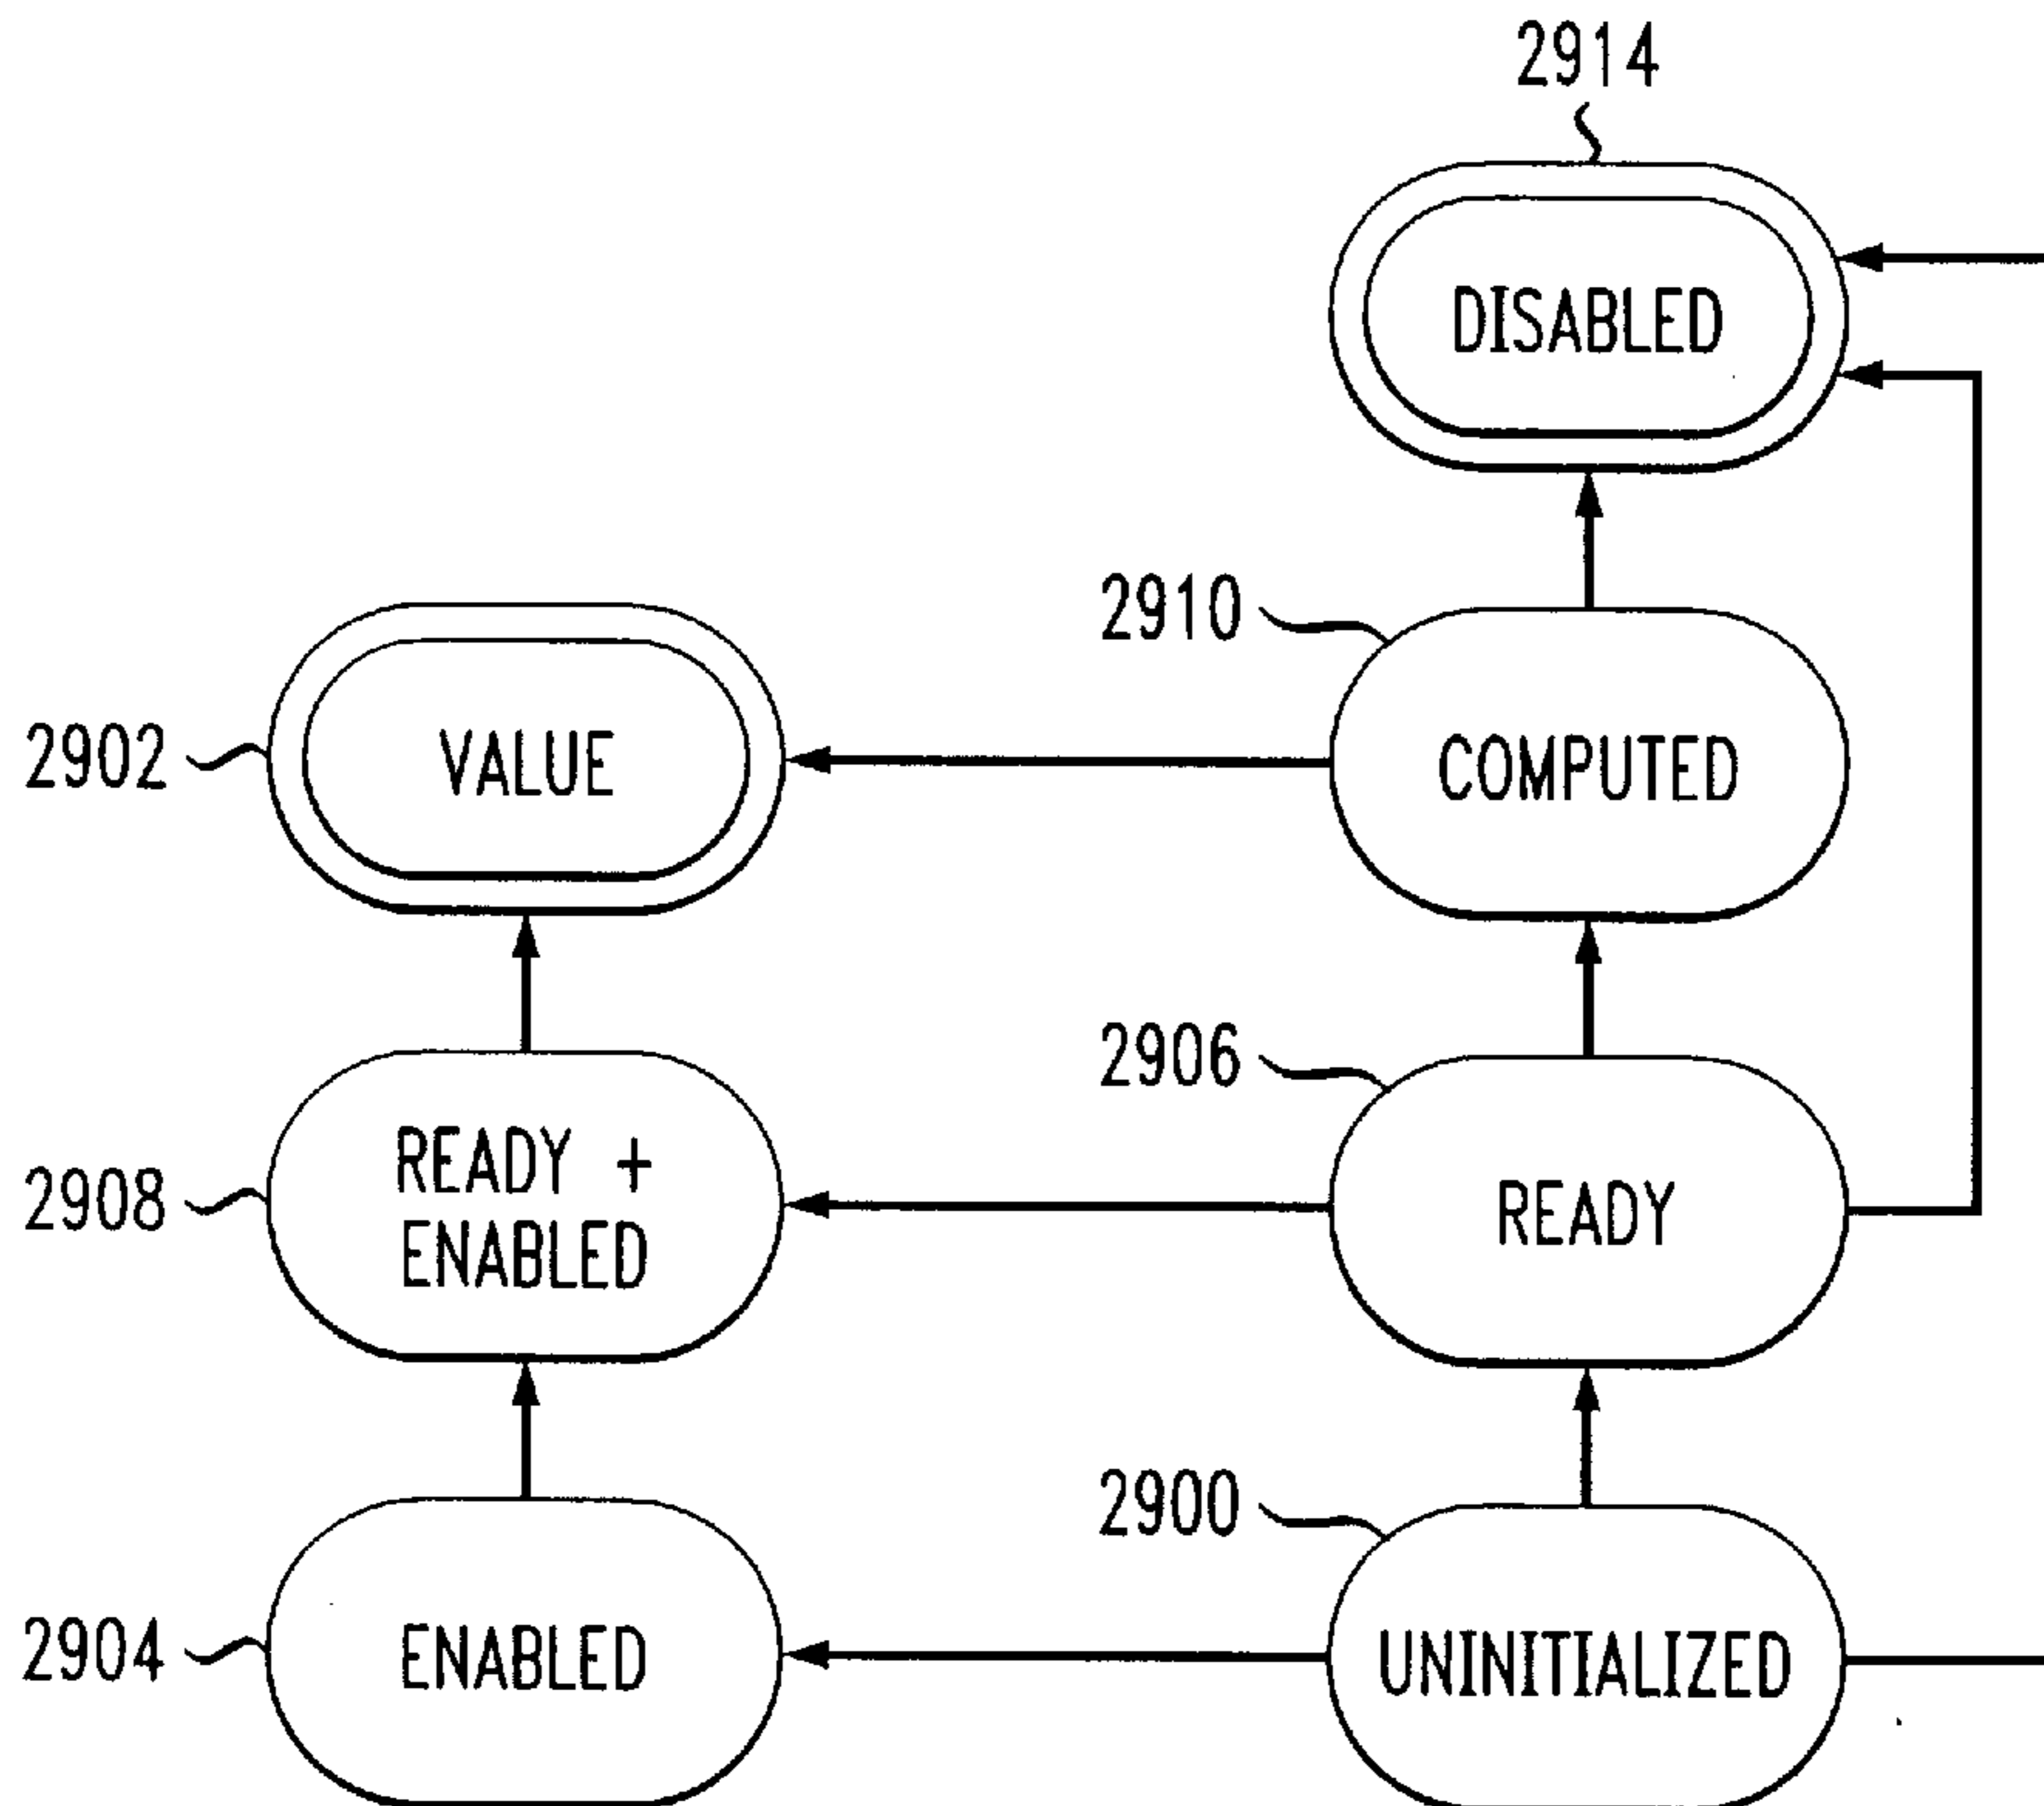 2914
DISABLED
2910
2902
VALUE
COMPUTED
2906
2908
READY +
ENABLED
READY
2900
2904
ENABLED
UNINITIALIZED